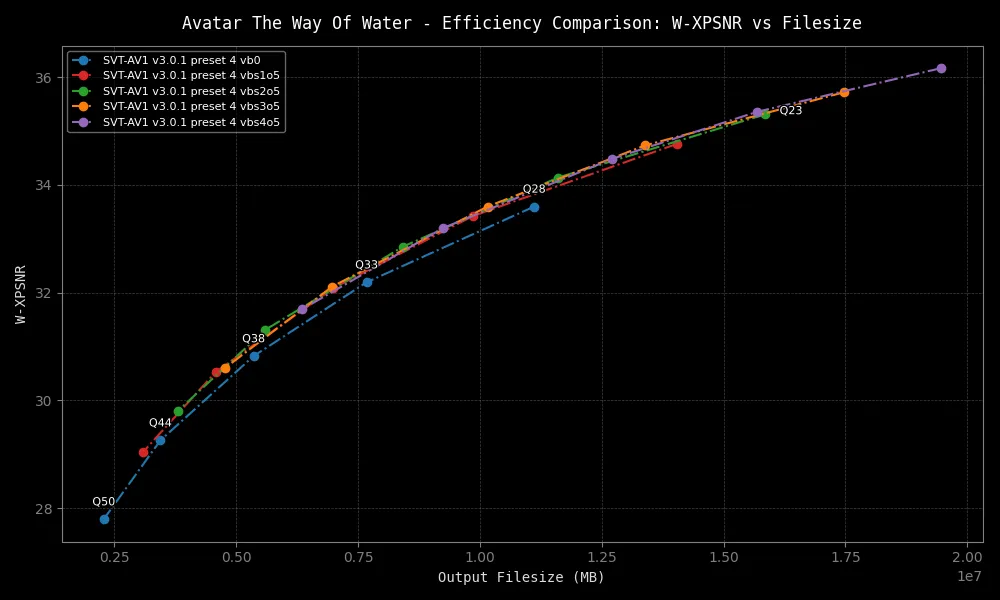 Avatar The Way Of Water - Efficiency Comparison: W-XPSNR vs Filesize
SVT-AV1 v3.0.1 preset 4 vb0
SVT-AV1 v3.0.1 preset 4 vbs1o5
SVT-AV1 v3.0.1 preset 4 vbs2o5
SVT-AV1 v3.0.1 preset 4 vbs3o5
SVT-AV1 v3.0.1 preset 4 vbs4o5
36
34
32
30
28
W-XPSNR
Q23
Q28
Q33
Q38
Q44
Q50
0.25 0.50 0.75 1.00 1.25 1.50 1.75 2.00
1e7
Output Filesize (MB)